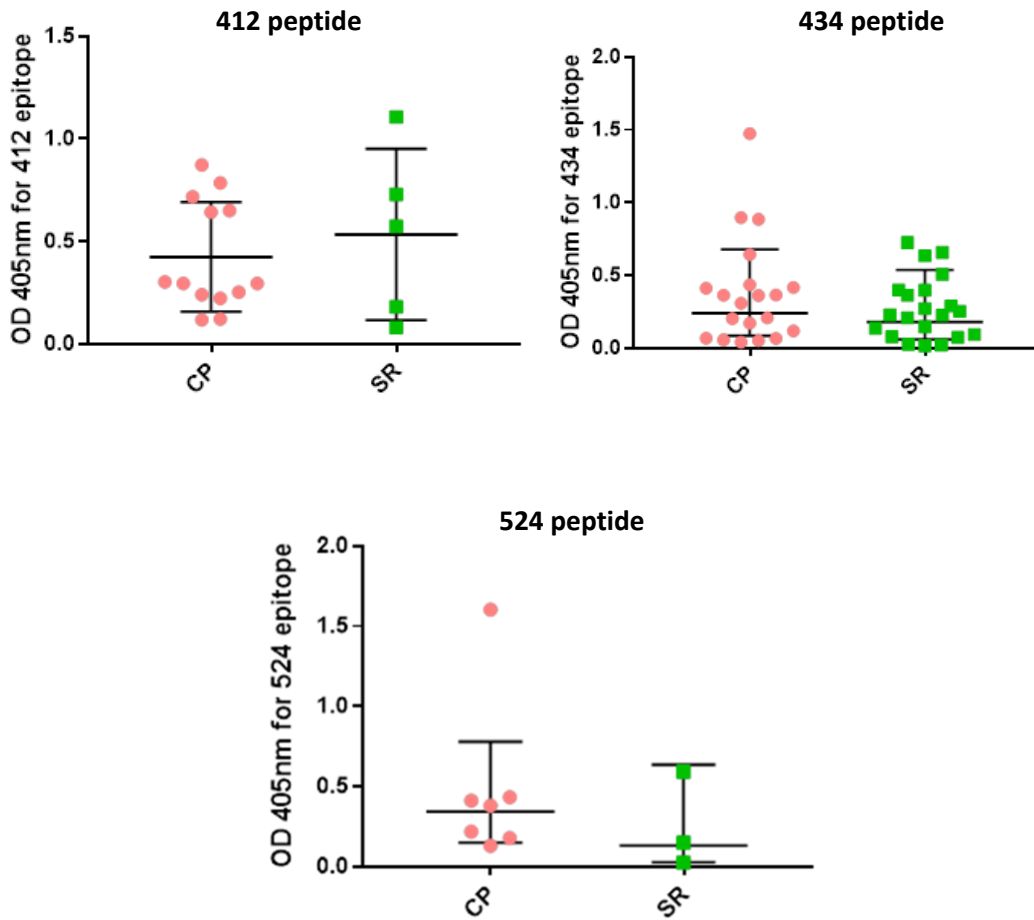 412 peptide
OD 405nm for 412 epitope
1.5
1.0
0.5
0.0
CP
SR
434 peptide
OD 405nm for 434 epitope
2.0
1.5
1.0
0.5
0.0
CP
SR
524 peptide
OD 405nm for 524 epitope
2.0
1.5
1.0
0.5
0.0
CP
SR